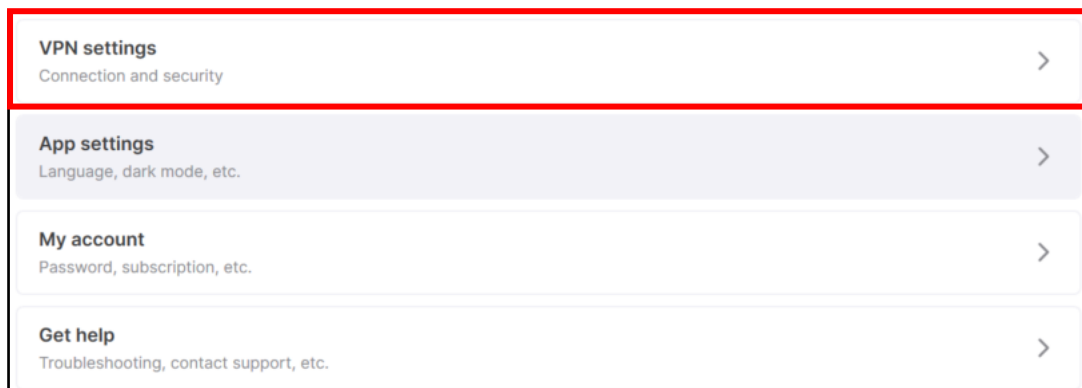 VPN settings
Connection and security
App settings
Language, dark mode, etc.
My account
Password, subscription, etc.
Get help
Troubleshooting, contact support, etc.